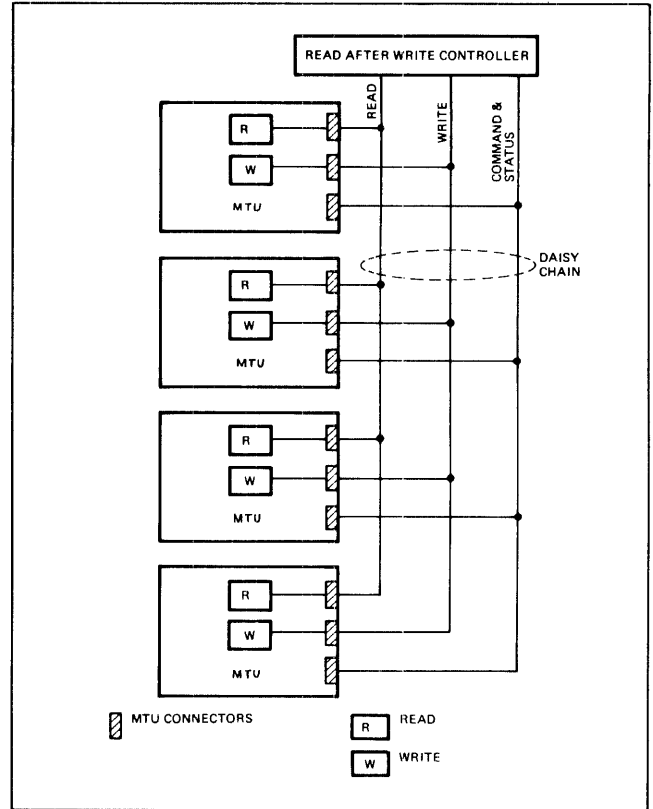 READ AFTER WRITE CONTROLLER
READ
WRITE
COMMAND &
STATUS
R
W
MTU
DAISY
CHAIN
R
W
MTU
R
W
MTU
R
W
MTU
MTU CONNECTORS
R
READ
W
WRITE